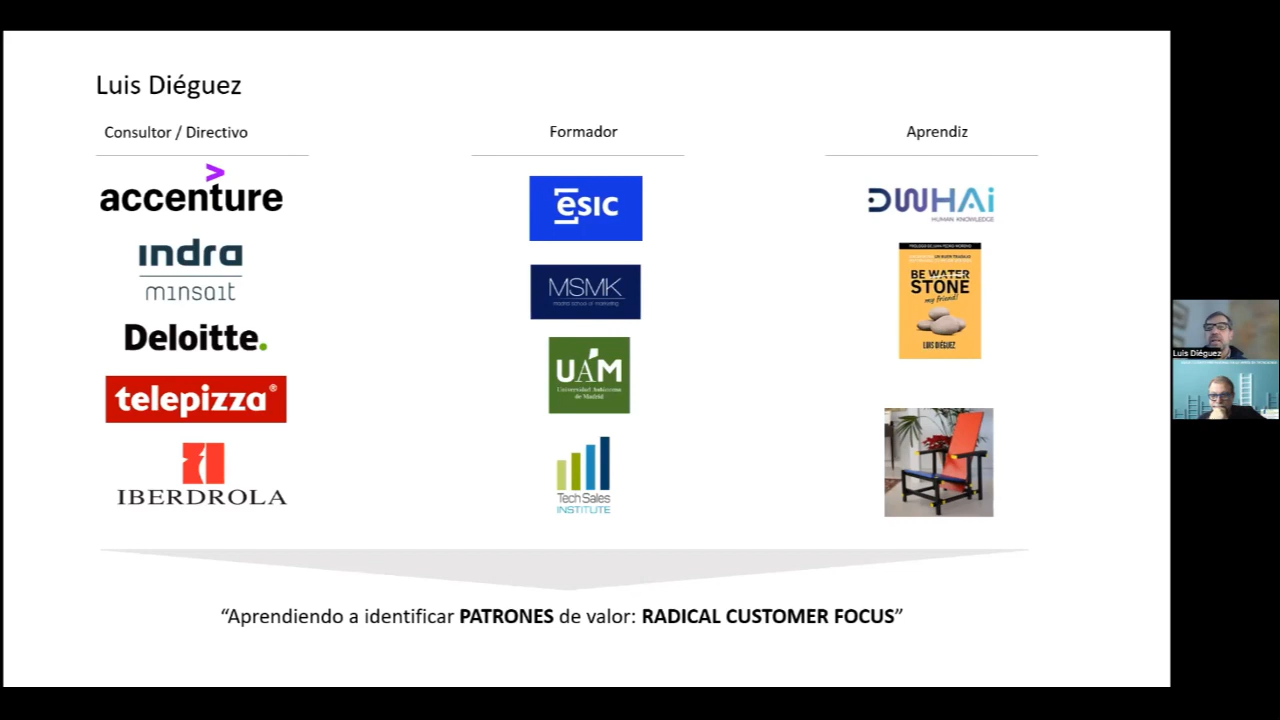 Luis Diéguez
Consultor / Directivo
accenture
indra
minsait
Deloitte.
telepizza®
IBERDROLA
Formador
esic
MSMK
madrid school of marketing
UAM
Universidad Autónoma
de Madrid
Tech Sales
INSTITUTE
Aprendiz
DWHAi
HUMAN KNOWLEDGE
BE WATER
STONE
my friend!
LUIS DIÉGUEZ
“Aprendiendo a identificar PATRONES de valor: RADICAL CUSTOMER FOCUS”
Luis Diéguez